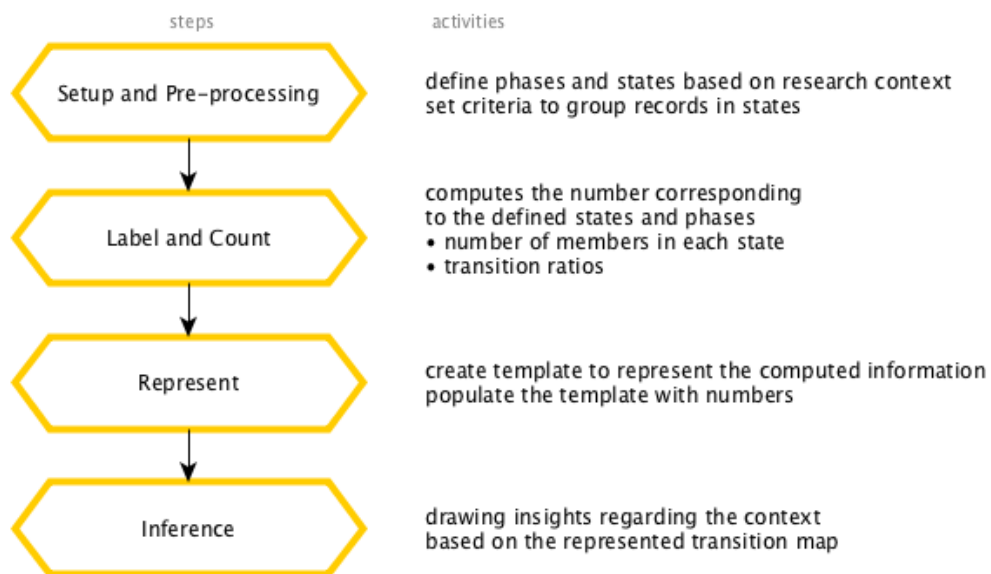 steps
activities
Setup and Pre-processing
define phases and states based on research context
set criteria to group records in states
Label and Count
computes the number corresponding
to the defined states and phases
• number of members in each state
• transition ratios
Represent
create template to represent the computed information
populate the template with numbers
Inference
drawing insights regarding the context
based on the represented transition map